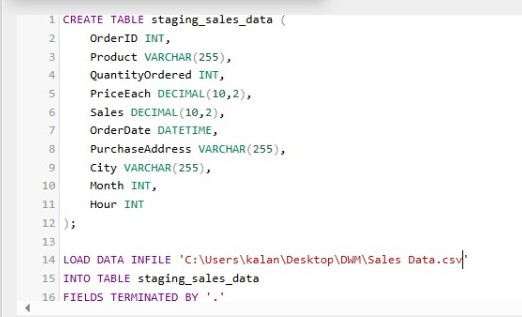 1 CREATE TABLE staging_sales_data (
2 OrderID INT,
3 Product VARCHAR(255),
4 QuantityOrdered INT,
5 PriceEach DECIMAL(10,2),
6 Sales DECIMAL(10,2),
7 OrderDate DATETIME,
8 PurchaseAddress VARCHAR(255),
9 City VARCHAR(255),
10 Month INT,
11 Hour INT
12 );
13
14 LOAD DATA INFILE 'C:\Users\kalan\Desktop\DWM\Sales Data.csv'
15 INTO TABLE staging_sales_data
16 FIELDS TERMINATED BY '.'